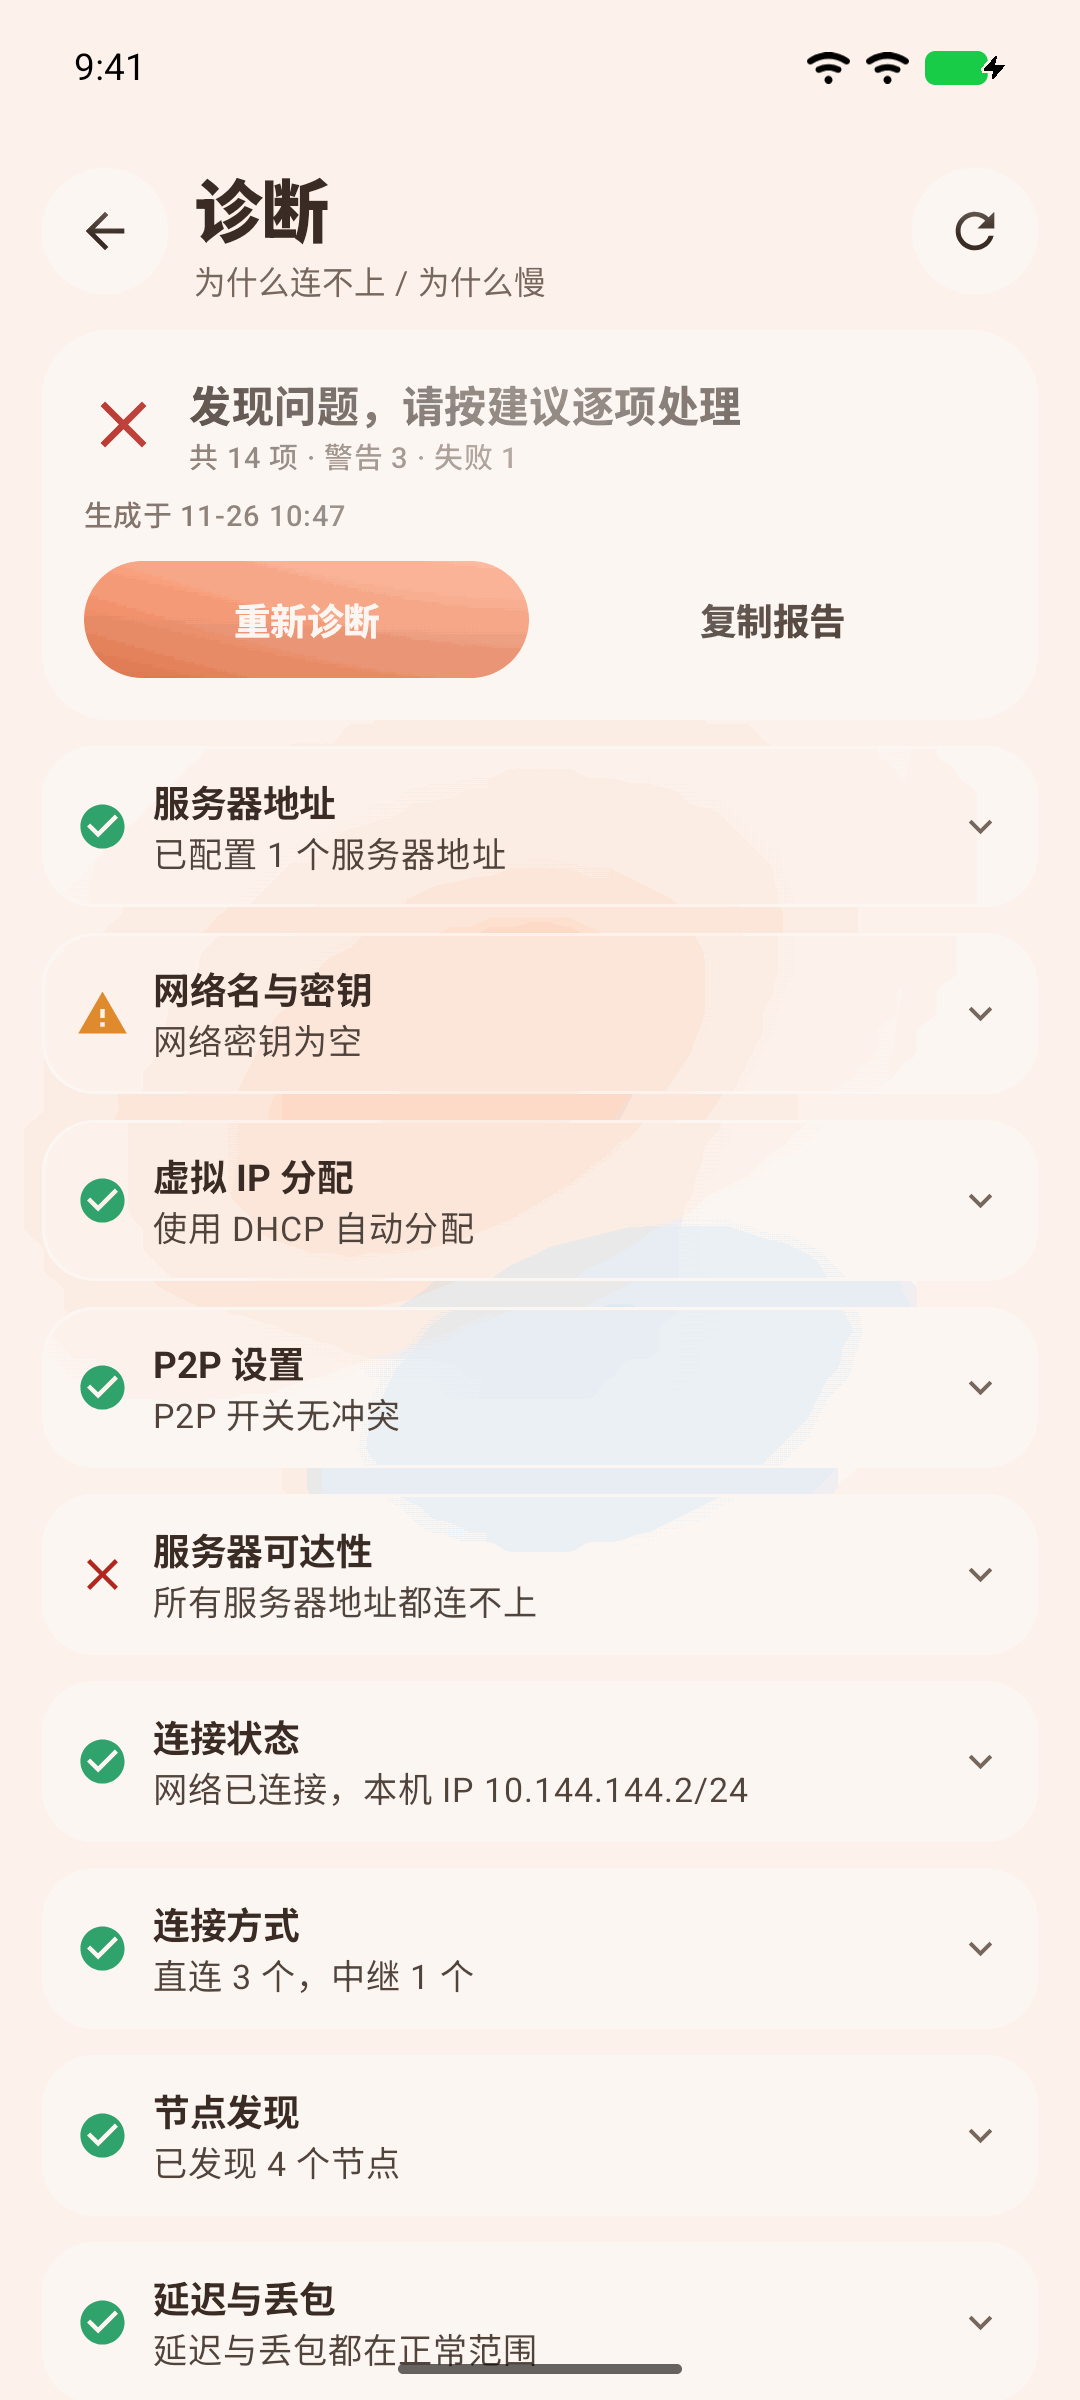 9:41
诊断
为什么连不上 / 为什么慢
发现问题，请按建议逐项处理
共 14 项 · 警告 3 · 失败 1
生成于 11-26 10:47
重新诊断
复制报告
服务器地址
已配置 1 个服务器地址
网络名与密钥
网络密钥为空
虚拟 IP 分配
使用 DHCP 自动分配
P2P 设置
P2P 开关无冲突
服务器可达性
所有服务器地址都连不上
连接状态
网络已连接，本机 IP 10.144.144.2/24
连接方式
直连 3 个，中继 1 个
节点发现
已发现 4 个节点
延迟与丢包
延迟与丢包都在正常范围